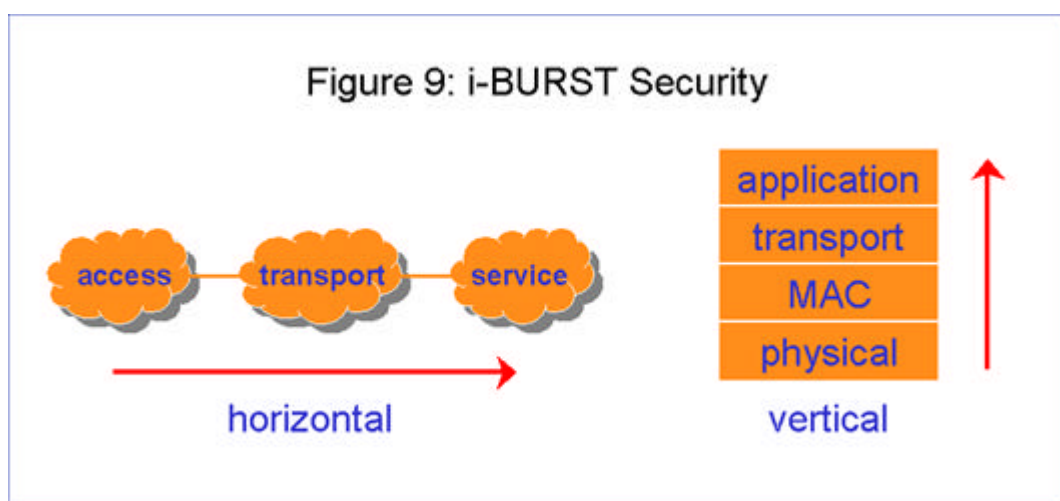 Figure 9: i-BURST Security
access
transport
service
horizontal
application
transport
MAC
physical
vertical